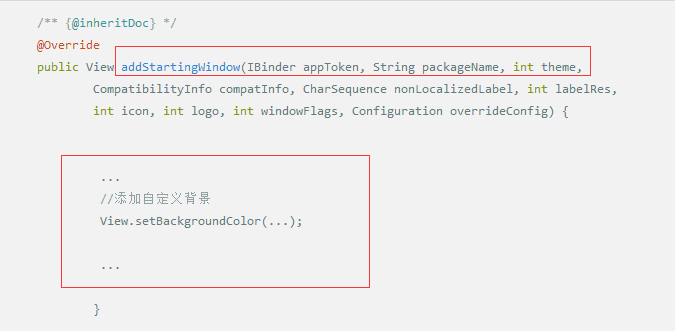 /** {@inheritDoc} */
@Override
public View addStartingWindow(IBinder appToken, String packageName, int theme,
CompatibilityInfo compatInfo, CharSequence nonLocalizedLabel, int labelRes,
int icon, int logo, int windowFlags, Configuration overrideConfig) {
...
//添加自定义背景
View.setBackgroundColor(...);
...
}